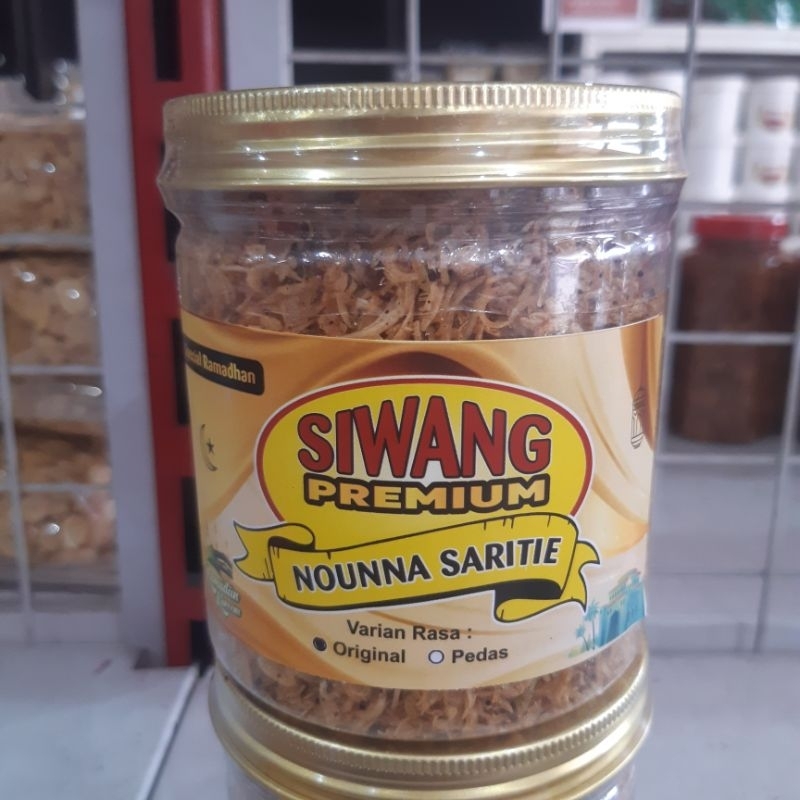 Ramadhan
SIWANG
PREMIUM
NOUNNA SARITIE
Varian Rasa :
Original Pedas